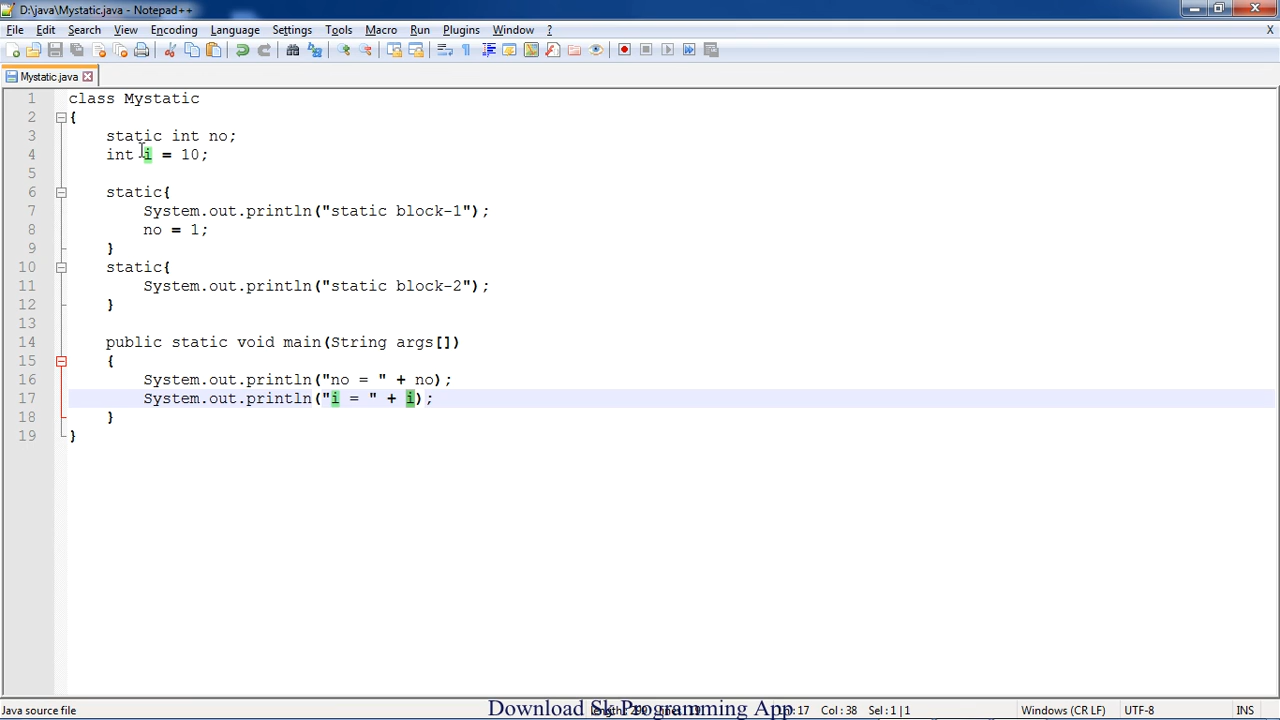 D:\java\Mystatic.java - Notepad++
File Edit Search View Encoding Language Settings Tools Macro Run Plugins Window ? X
Mystatic.java
1 class Mystatic
2 {
3 static int no;
4 int i = 10;
5
6 static{
7 System.out.println("static block-1");
8 no = 1;
9 }
10 static{
11 System.out.println("static block-2");
12 }
13
14 public static void main(String args[])
15 {
16 System.out.println("no = " + no);
17 System.out.println("i = " + i);
18 }
19 }
Java source file
Download Sk Programming App
Col : 38 Sel : 1 | 1 Windows (CR LF) UTF-8 INS